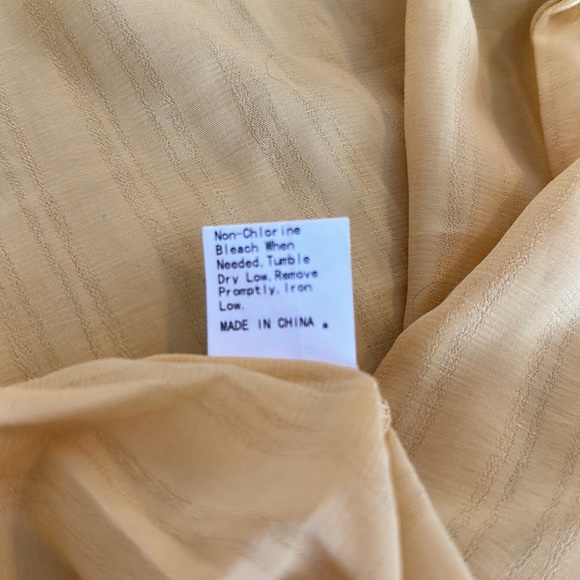 Non-Chlorine
Bleach When
Needed,Tumble
Dry Low,Remove
Promptly,Iron
Low.
MADE IN CHINA .